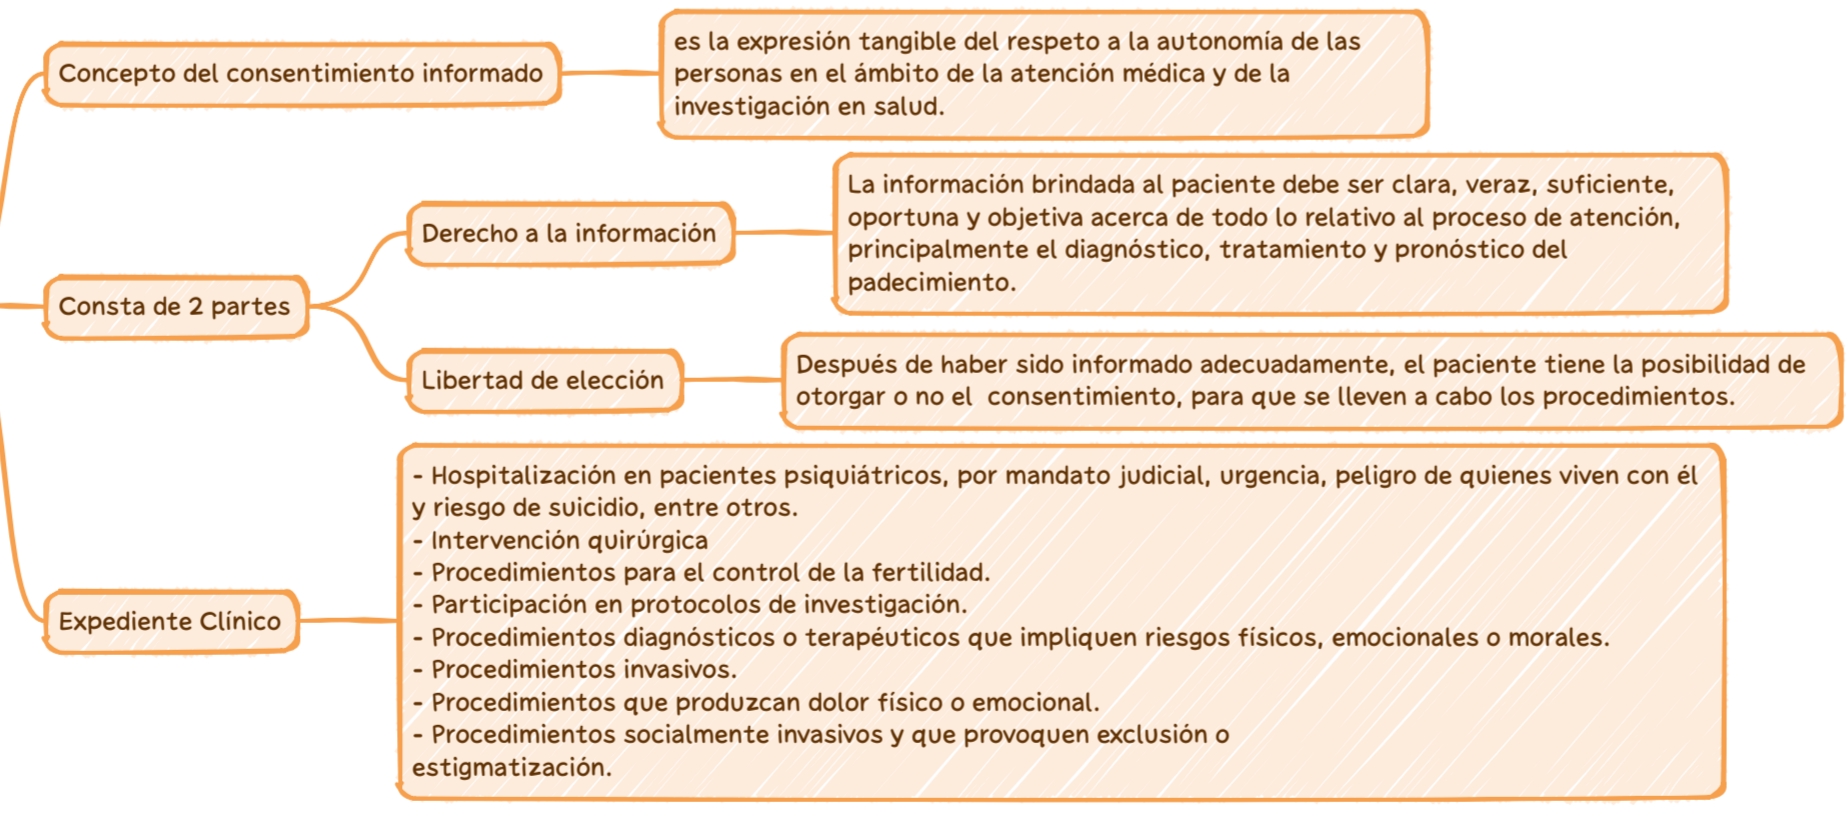 Concepto del consentimiento informado
es la expresión tangible del respeto a la autonomía de las
personas en el ámbito de la atención médica y de la
investigación en salud.
Consta de 2 partes
Derecho a la información
La información brindada al paciente debe ser clara, veraz, suficiente,
oportuna y objetiva acerca de todo lo relativo al proceso de atención,
principalmente el diagnóstico, tratamiento y pronóstico del
padecimiento.
Libertad de elección
Después de haber sido informado adecuadamente, el paciente tiene la posibilidad de
otorgar o no el  consentimiento, para que se lleven a cabo los procedimientos.
Expediente Clínico
- Hospitalización en pacientes psiquiátricos, por mandato judicial, urgencia, peligro de quienes viven con él
y riesgo de suicidio, entre otros.
- Intervención quirúrgica
- Procedimientos para el control de la fertilidad.
- Participación en protocolos de investigación.
- Procedimientos diagnósticos o terapéuticos que impliquen riesgos físicos, emocionales o morales.
- Procedimientos invasivos.
- Procedimientos que produzcan dolor físico o emocional.
- Procedimientos socialmente invasivos y que provoquen exclusión o
estigmatización.